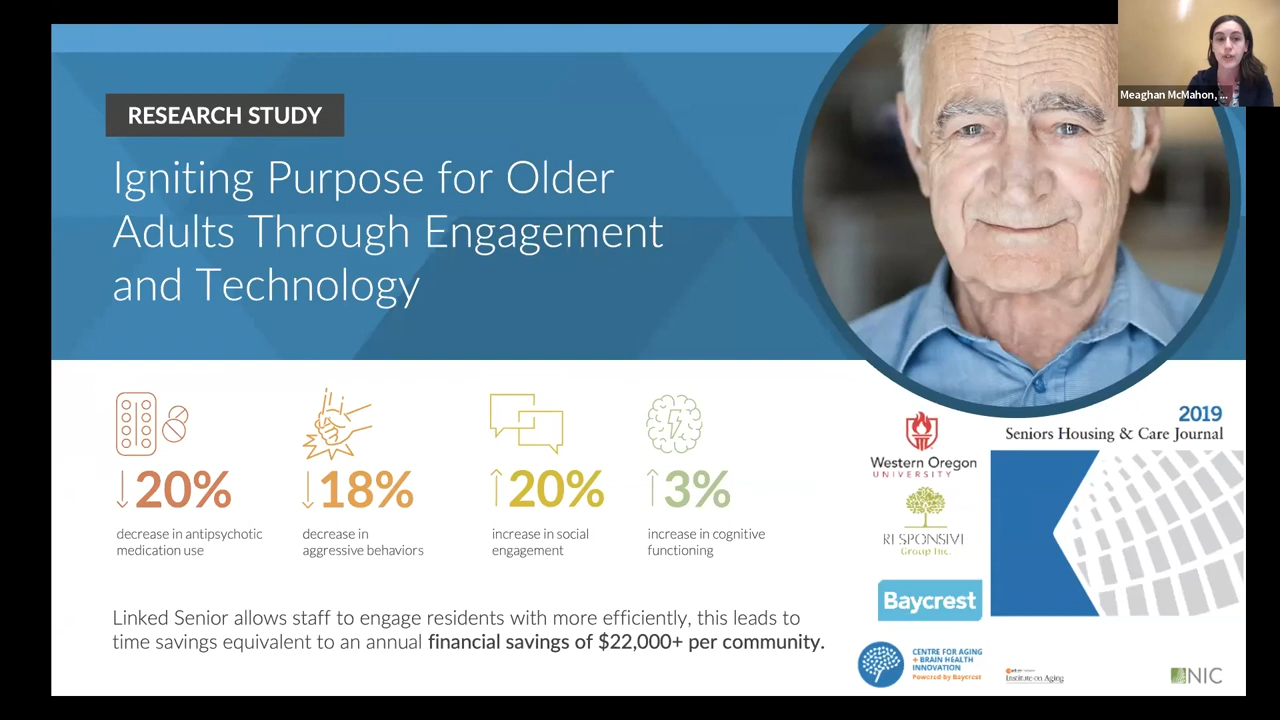 Meaghan McMahon, ...
RESEARCH STUDY
Igniting Purpose for Older
Adults Through Engagement
and Technology
↓20%
decrease in antipsychotic
medication use
↓18%
decrease in
aggressive behaviors
↑20%
increase in social
engagement
↑3%
increase in cognitive
functioning
Linked Senior allows staff to engage residents with more efficiently, this leads to
time savings equivalent to an annual financial savings of $22,000+ per community.
2019
Seniors Housing & Care Journal
Western Oregon
UNIVERSITY
RESPONSIVE
Group Inc.
Baycrest
CENTRE FOR AGING
+ BRAIN HEALTH
INNOVATION
Powered by Baycrest
Institute on Aging
NIC